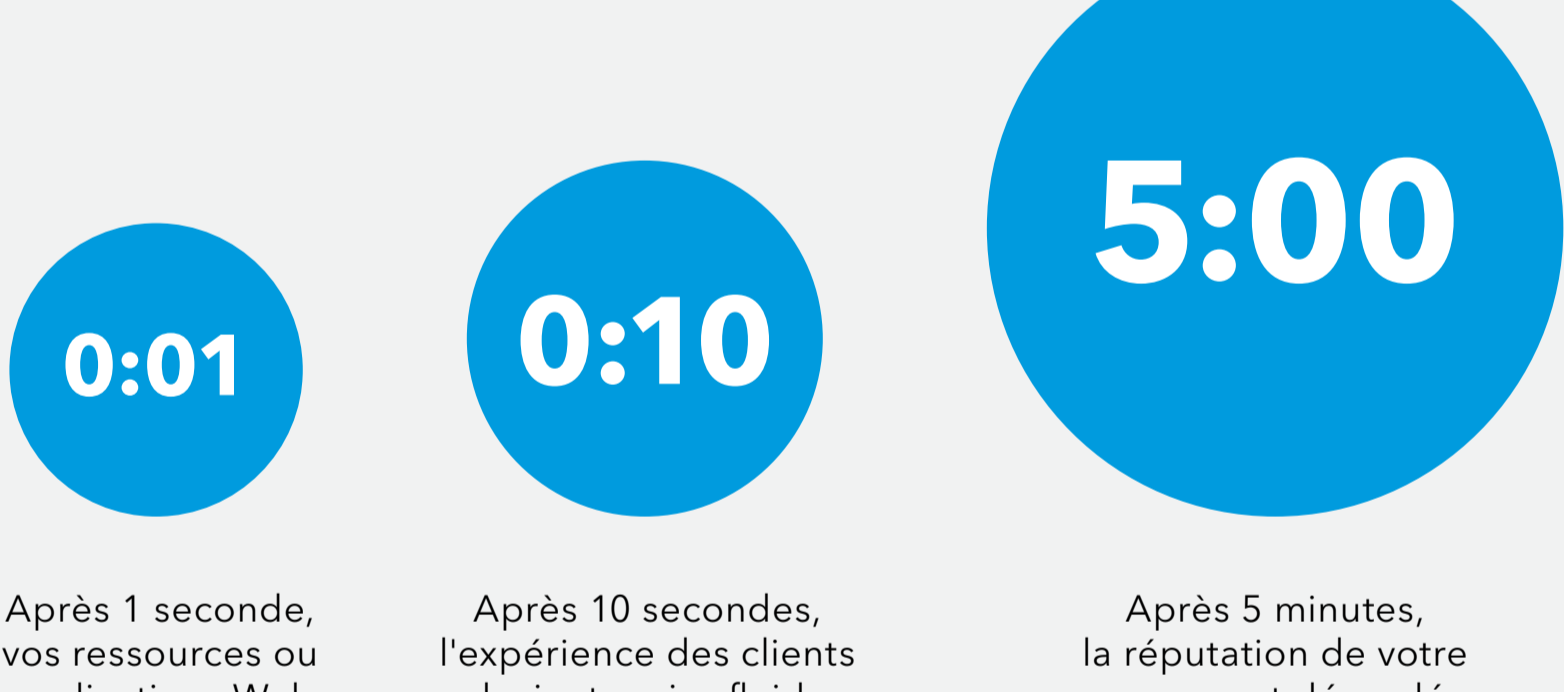 0:01
0:10
5:00
Après 1 seconde,
vos ressources ou
Après 10 secondes,
l'expérience des clients
Après 5 minutes,
la réputation de votre